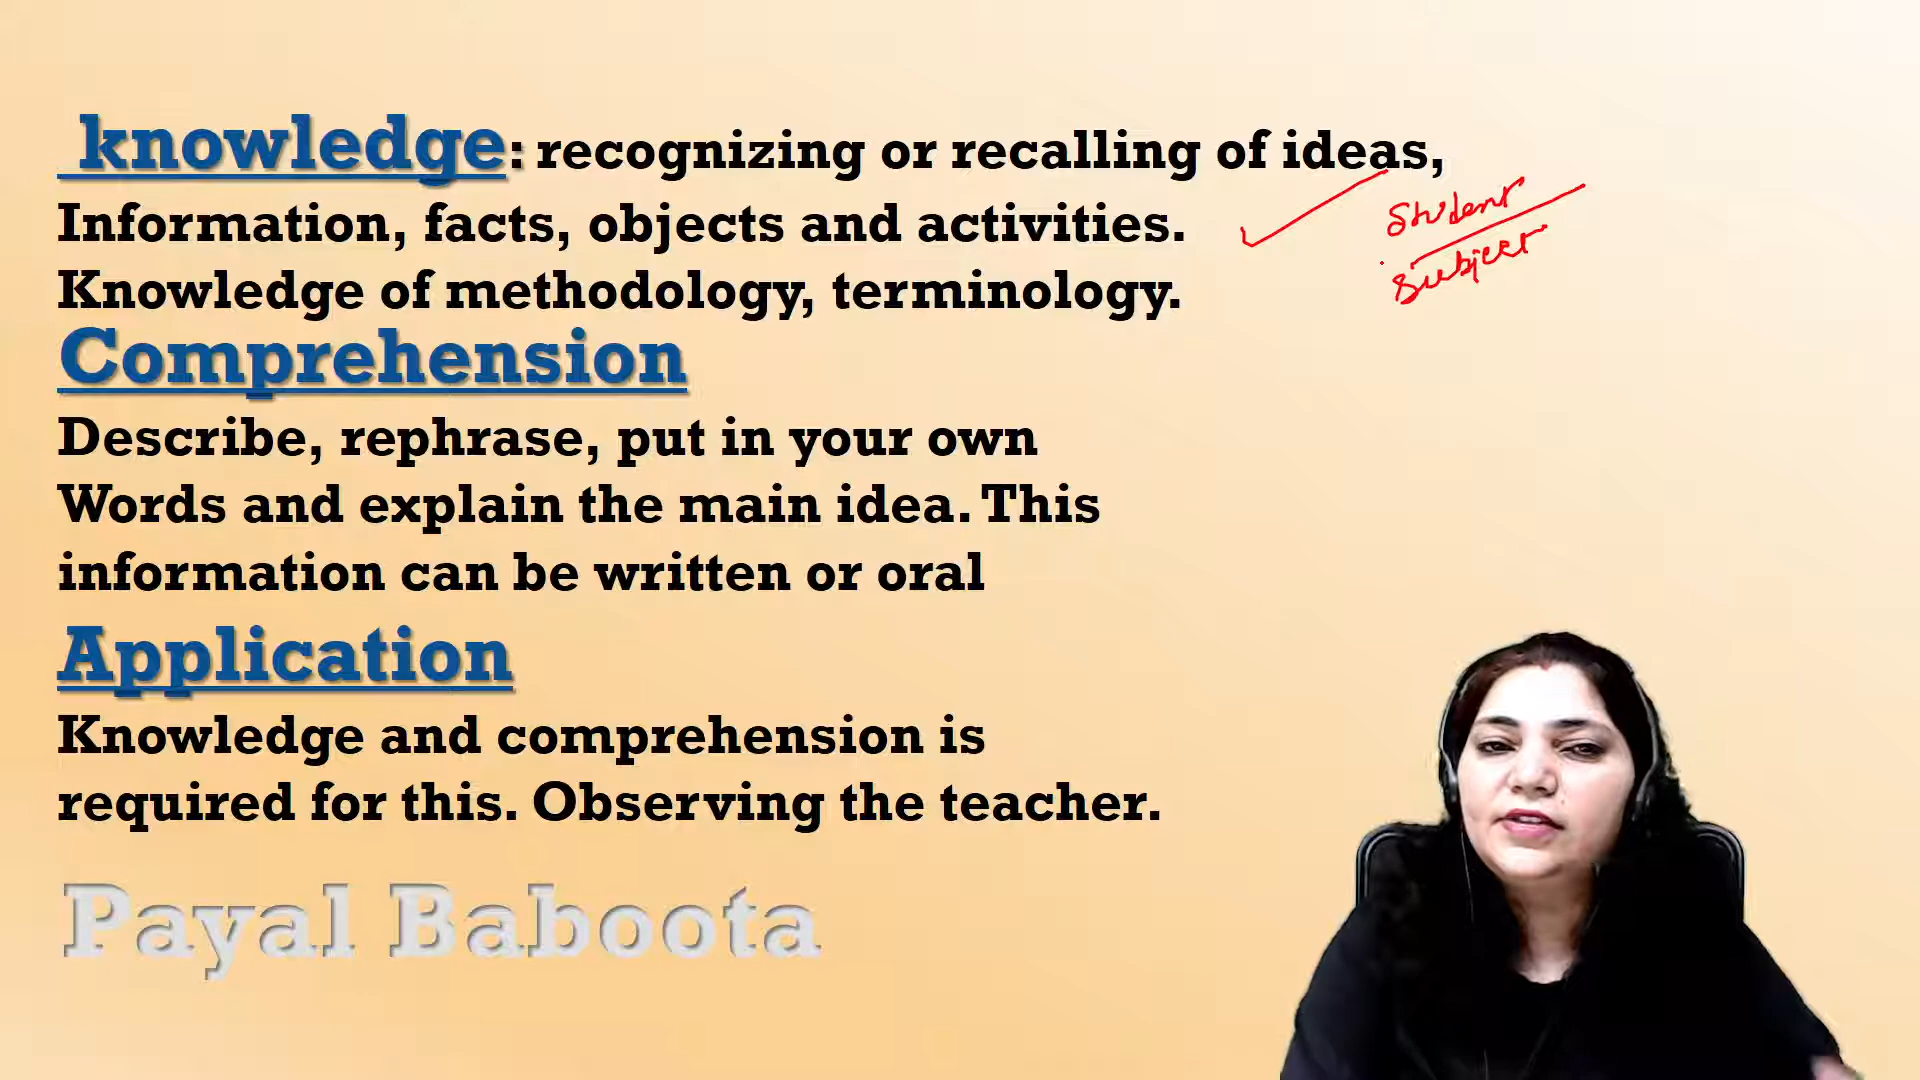 knowledge: recognizing or recalling of ideas,
Information, facts, objects and activities.
Student
Subject
Knowledge of methodology, terminology.
Comprehension
Describe, rephrase, put in your own
Words and explain the main idea. This
information can be written or oral
Application
Knowledge and comprehension is
required for this. Observing the teacher.
Payal Baboota